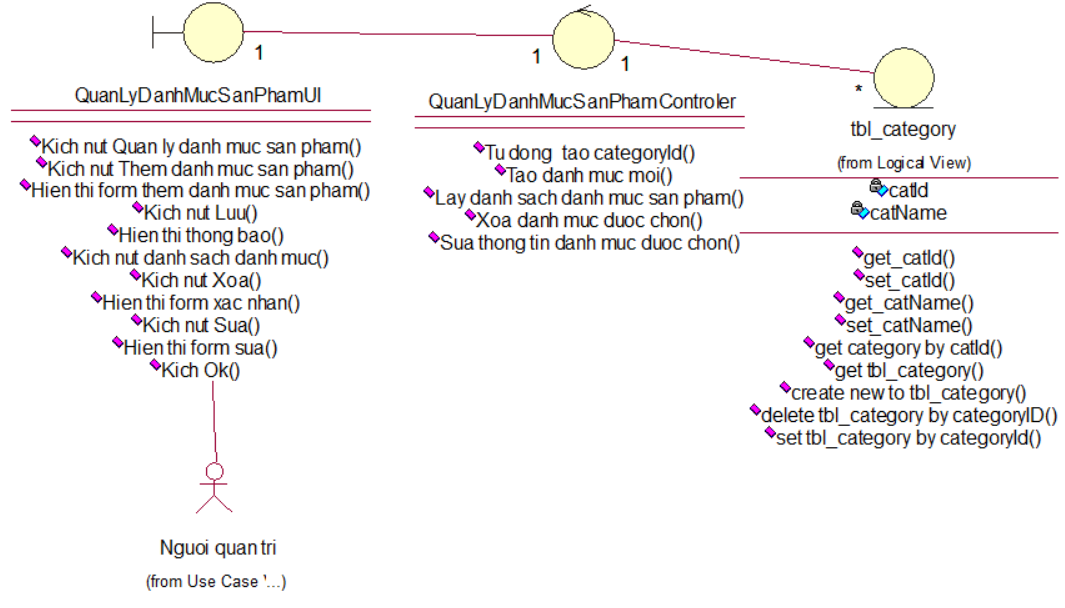 1
1
1
*
QuanLyDanhMucSanPhamUI
Kich nut Quan ly danh muc san pham()
Kich nut Them danh muc san pham()
Hien thi form them danh muc san pham()
Kich nut Luu()
Hien thi thong bao()
Kich nut danh sach danh muc()
Kich nut Xoa()
Hien thi form xac nhan()
Kich nut Sua()
Hien thi form sua()
Kich Ok()
Nguoi quan tri
(from Use Case '...)
QuanLyDanhMucSanPhamControler
Tu dong tao categoryId()
Tao danh muc moi()
Lay danh sach danh muc san pham()
Xoa danh muc duoc chon()
Sua thong tin danh muc duoc chon()
tbl_category
(from Logical View)
catId
catName
get_catId()
set_catId()
get_catName()
set_catName()
get category by catId()
get tbl_category()
create new to tbl_category()
delete tbl_category by categoryID()
set tbl_category by categoryId()